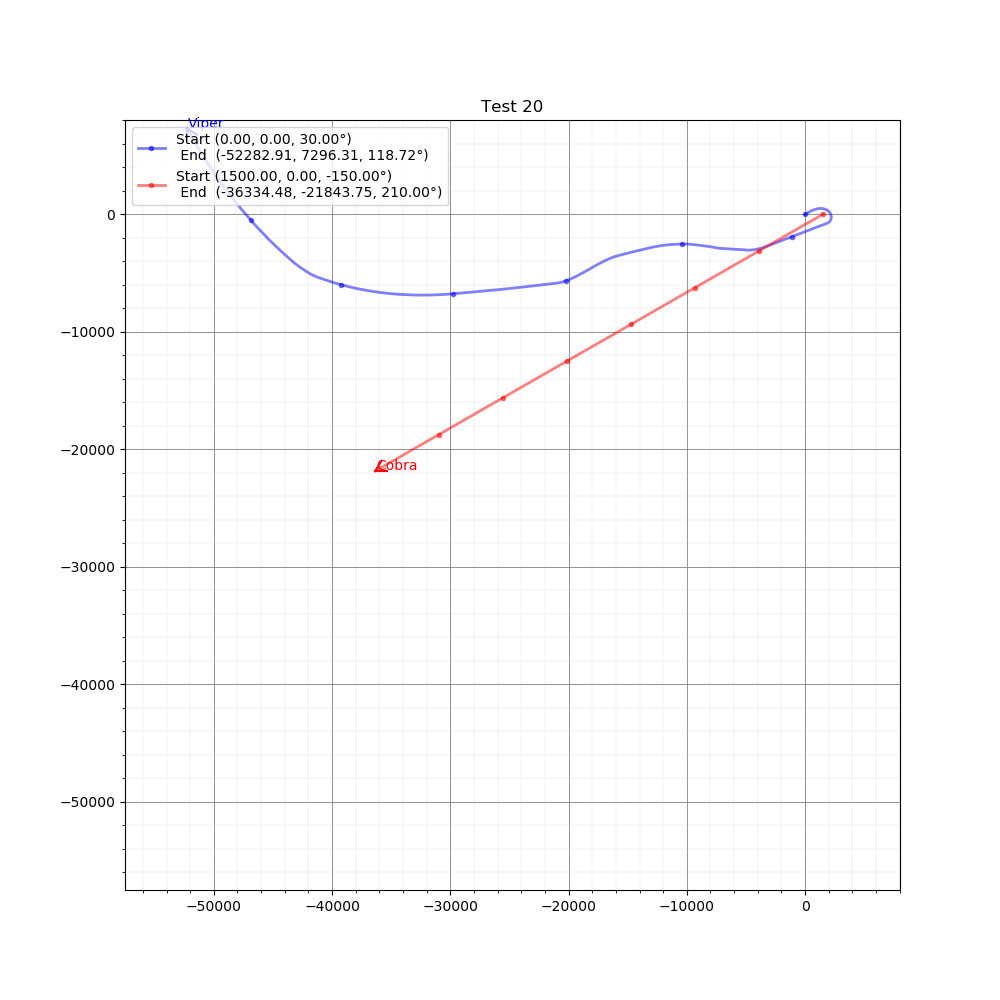 Test 20
Viper
Start (0.00, 0.00, 30.00°)
End (-52282.91, 7296.31, 118.72°)
Start (1500.00, 0.00, -150.00°)
End (-36334.48, -21843.75, 210.00°)
0
−10000
Cobra
−20000
−30000
−40000
−50000
−50000 −40000 −30000 −20000 −10000 0